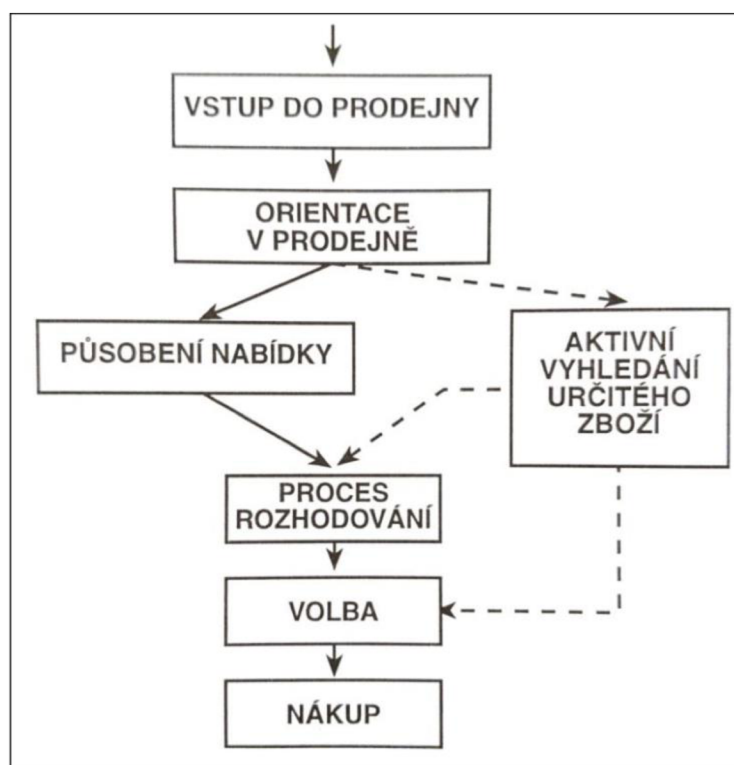 VSTUP DO PRODEJNY
ORIENTACE
V PRODEJNĚ
PŮSOBENÍ NABÍDKY
AKTIVNÍ
VYHLEDÁNÍ
URČITÉHO
ZBOŽÍ
PROCES
ROZHODOVÁNÍ
VOLBA
NÁKUP